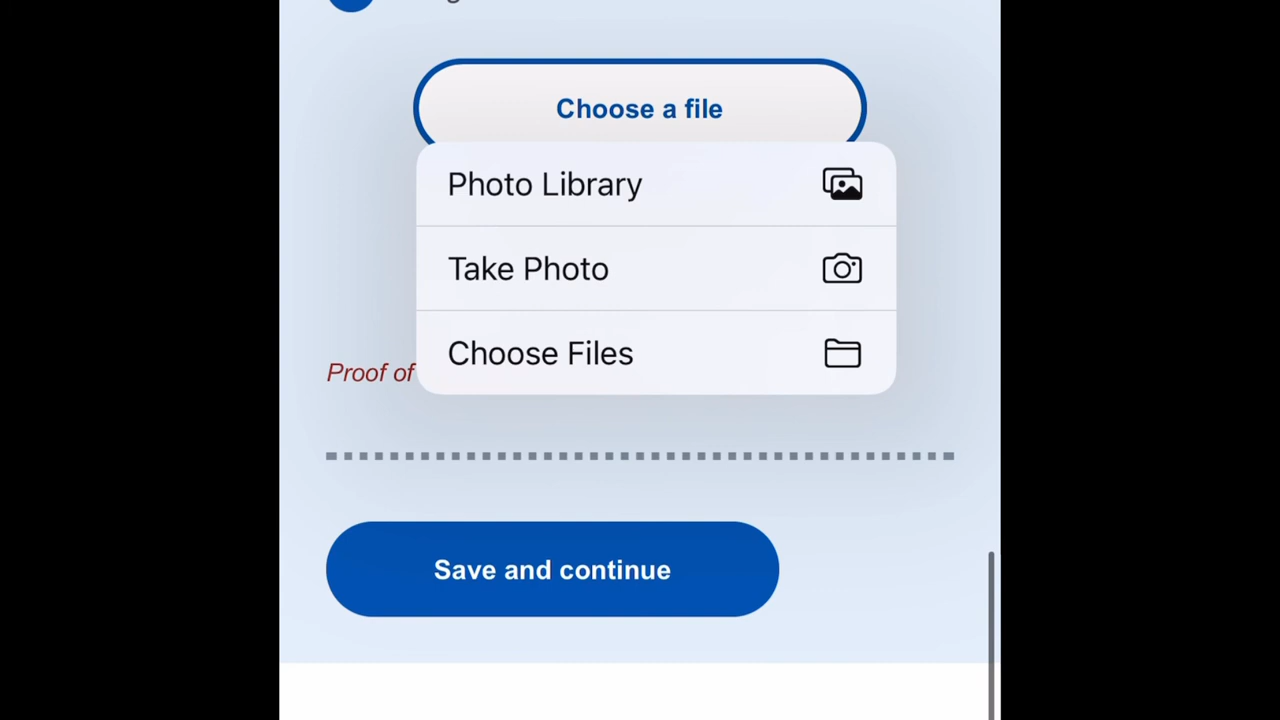 Choose a file
Photo Library
Take Photo
Choose Files
Proof of
Save and continue